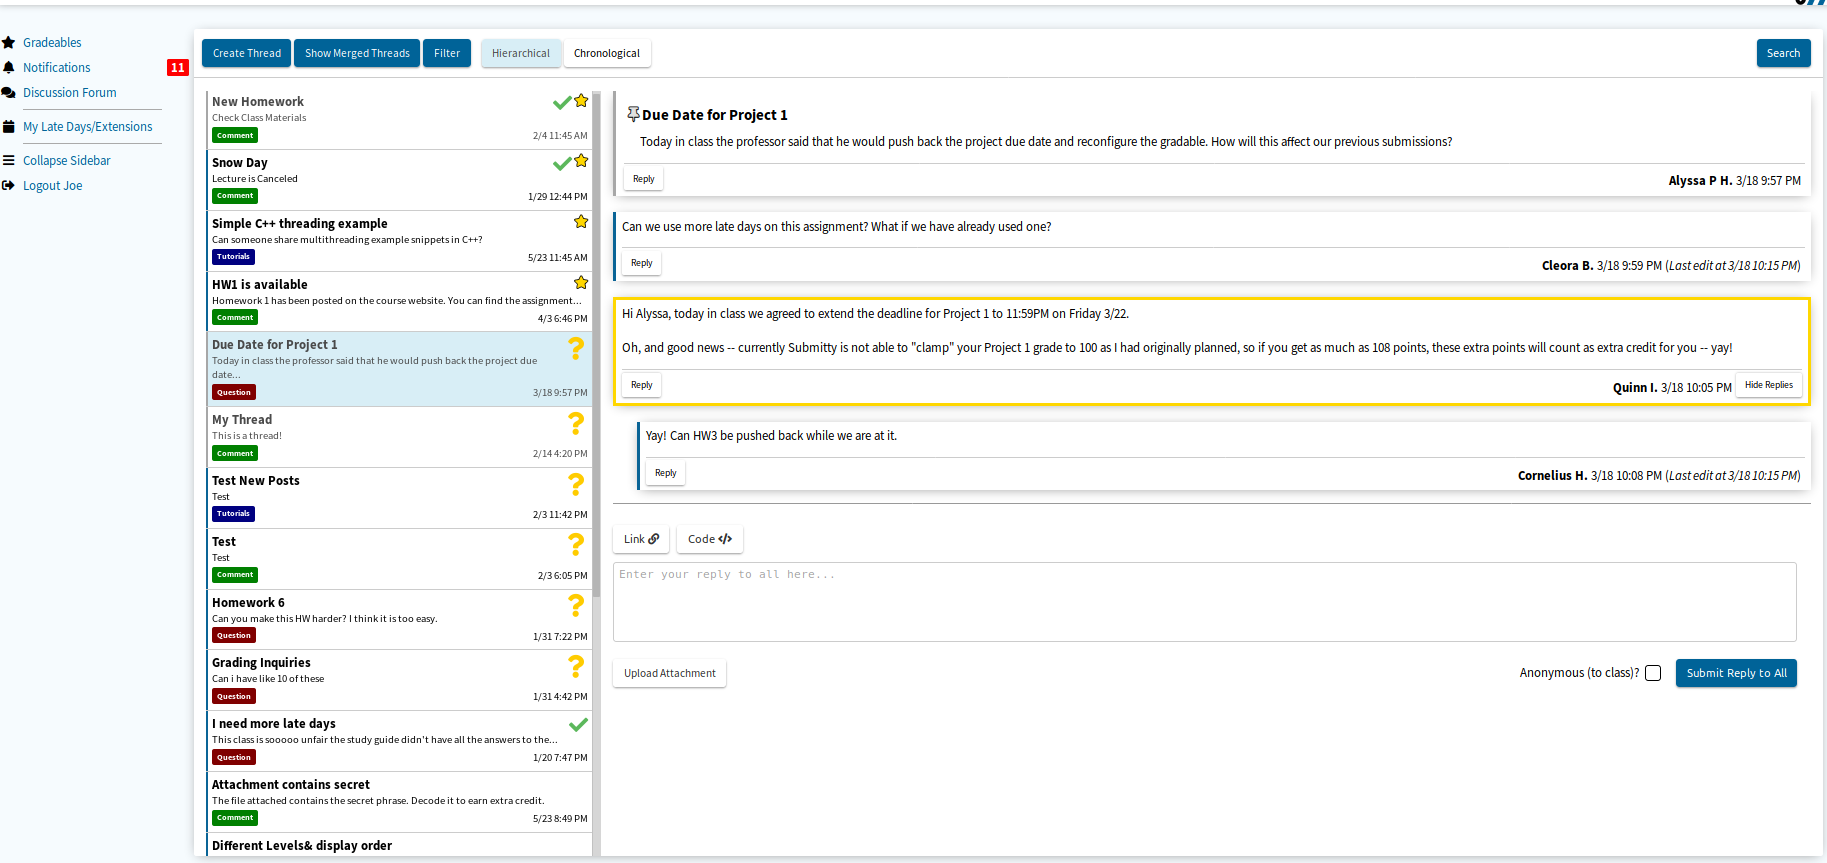 Gradeables
Notifications
11
Discussion Forum
My Late Days/Extensions
Collapse Sidebar
Logout Joe
Create Thread
Show Merged Threads
Filter
Hierarchical
Chronological
Search
New Homework
Check Class Materials
Comment
2/4 11:45 AM
Snow Day
Lecture is Canceled
Comment
1/29 12:44 PM
Simple C++ threading example
Can someone share multithreading example snippets in C++?
Tutorials
5/23 11:45 AM
HW1 is available
Homework 1 has been posted on the course website. You can find the assignment...
Comment
4/3 6:46 PM
Due Date for Project 1
Today in class the professor said that he would push back the project due
date...
Question
3/18 9:57 PM
My Thread
This is a thread!
Comment
2/14 4:20 PM
Test New Posts
Test
Tutorials
2/3 11:42 PM
Test
Test
Comment
2/3 6:05 PM
Homework 6
Can you make this HW harder? I think it is too easy.
Question
1/31 7:22 PM
Grading Inquiries
Can i have like 10 of these
Question
1/31 4:42 PM
I need more late days
This class is sooooo unfair the study guide didn't have all the answers to the...
Question
1/20 7:47 PM
Attachment contains secret
The file attached contains the secret phrase. Decode it to earn extra credit.
Comment
5/23 8:49 PM
Different Levels& display order
Due Date for Project 1
Today in class the professor said that he would push back the project due date and reconfigure the gradable. How will this affect our previous submissions?
Reply
Alyssa P H. 3/18 9:57 PM
Can we use more late days on this assignment? What if we have already used one?
Reply
Cleora B. 3/18 9:59 PM (Last edit at 3/18 10:15 PM)
Hi Alyssa, today in class we agreed to extend the deadline for Project 1 to 11:59PM on Friday 3/22.
Oh, and good news -- currently Submitty is not able to "clamp" your Project 1 grade to 100 as I had originally planned, so if you get as much as 108 points, these extra points will count as extra credit for you -- yay!
Reply
Quinn I. 3/18 10:05 PM
Hide Replies
Yay! Can HW3 be pushed back while we are at it.
Reply
Cornelius H. 3/18 10:08 PM (Last edit at 3/18 10:15 PM)
Link
Code </>
Enter your reply to all here...
Upload Attachment
Anonymous (to class)?
Submit Reply to All